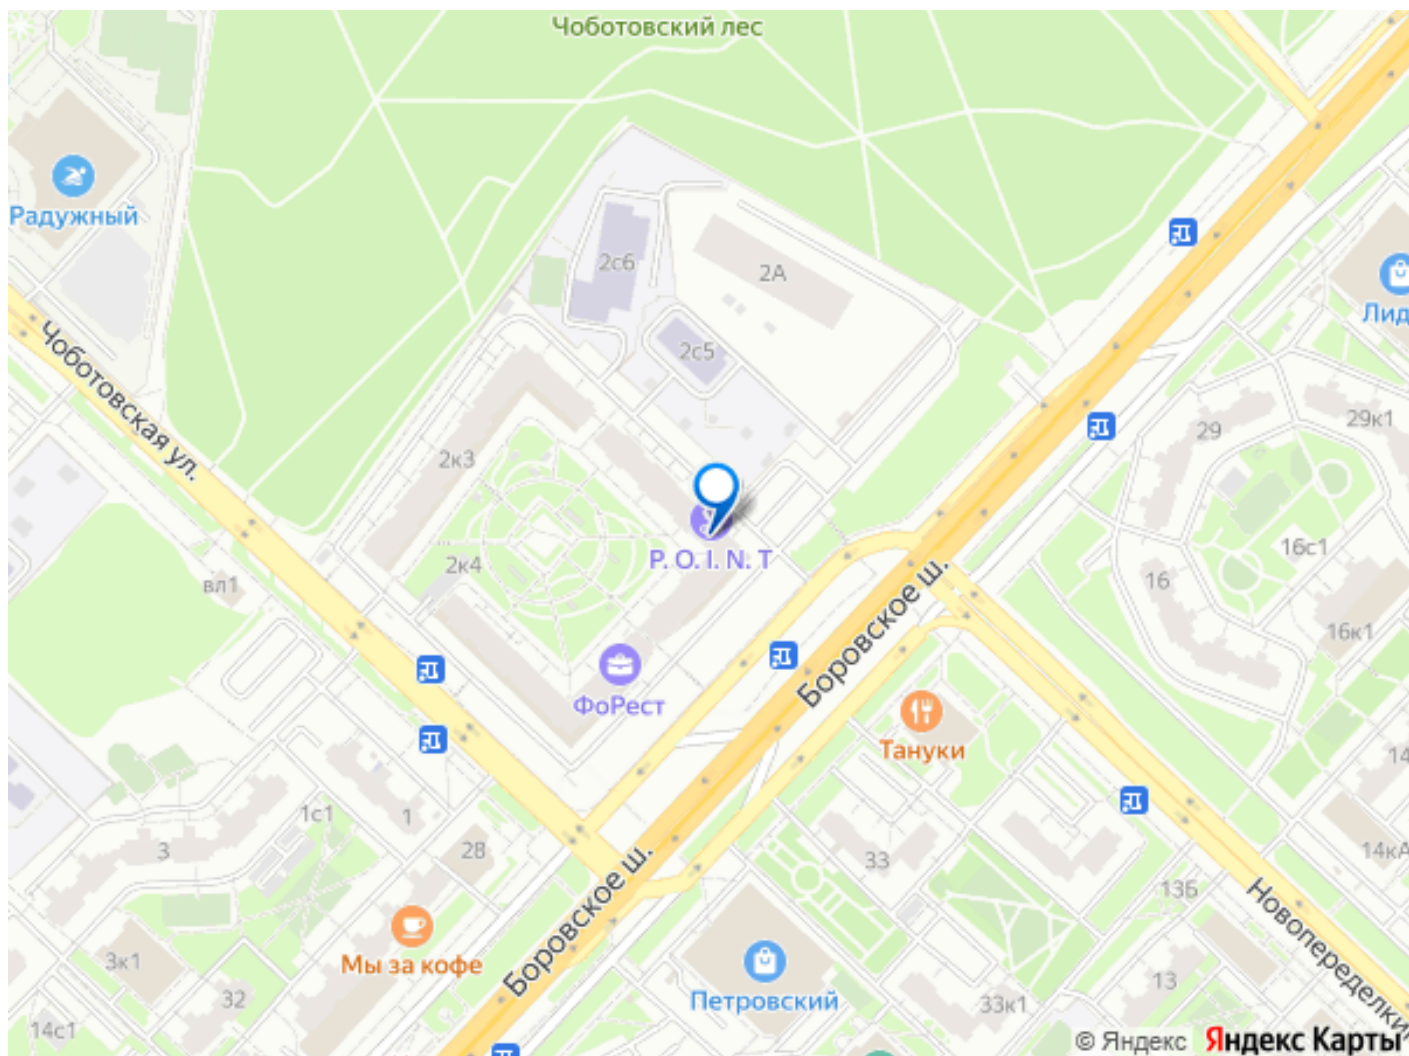 Чоботовский лес
Радужный
2с6
2А
Лид
2с5
Чоботовская ул.
29к1
29
2к3
16с1
P. O. I. N. T
2к4
вл1
16
Боровское ш.
16к1
ФоРест
Тануки
14
1с1
1
3
2В
33
14кА
13Б
Боровское ш.
Новопеределки
Мы за кофе
3к1
32
Петровский
13
33к1
14с1
© Яндекс Яндекс Карты